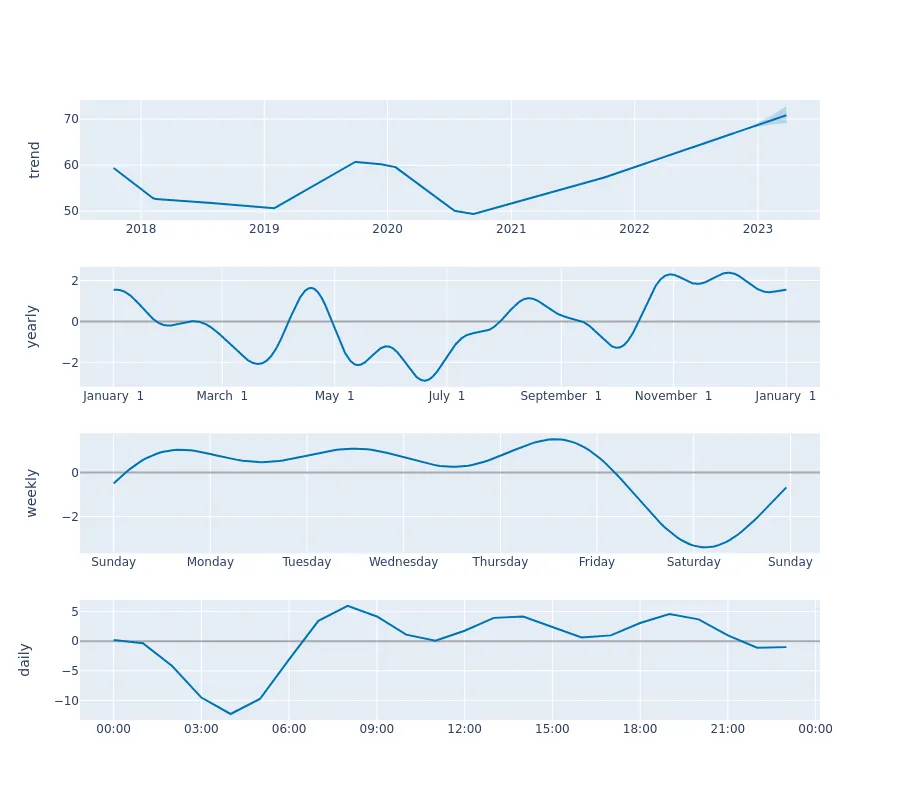 trend
70
60
50
2018 2019 2020 2021 2022 2023
yearly
2
0
−2
January 1 March 1 May 1 July 1 September 1 November 1 January 1
weekly
0
−2
Sunday Monday Tuesday Wednesday Thursday Friday Saturday Sunday
daily
5
0
−5
−10
00:00 03:00 06:00 09:00 12:00 15:00 18:00 21:00 00:00